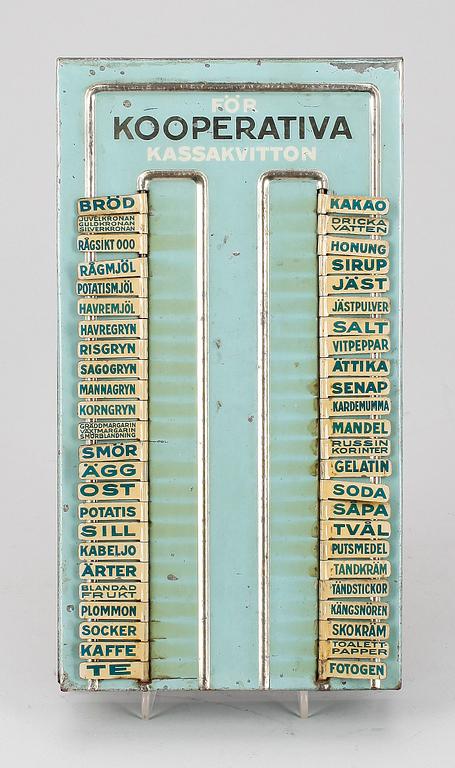 FÖR
KOOPERATIVA
KASSAKVITTON
BRÖD
JUVELKRONAN
GULDKRONAN
SILVERKRONAN
RÅGSIKT 000
RÅGMJÖL
POTATISMJÖL
HAVREMJÖL
HAVREGRYN
RISGRYN
SAGOGRYN
MANNAGRYN
KORNGRYN
GRÄDDMARGARIN
VÄXTMARGARIN
SMÖRBLANDNING
SMÖR
ÄGG
OST
POTATIS
SILL
KABELJO
ÄRTER
BLANDAD
FRUKT
PLOMMON
SOCKER
KAFFE
TE
KAKAO
DRICKA
VATTEN
HONUNG
SIRUP
JÄST
JÄSTPULVER
SALT
VITPEPPAR
ÄTTIKA
SENAP
KARDEMUMMA
MANDEL
RUSSIN
KORINTER
GELATIN
SODA
SÅPA
TVÅL
PUTSMEDEL
TANDKRÄM
TÄNDSTICKOR
KÄNGSNÖREN
SKOKRÄM
TOALETT-
PAPPER
FOTOGEN